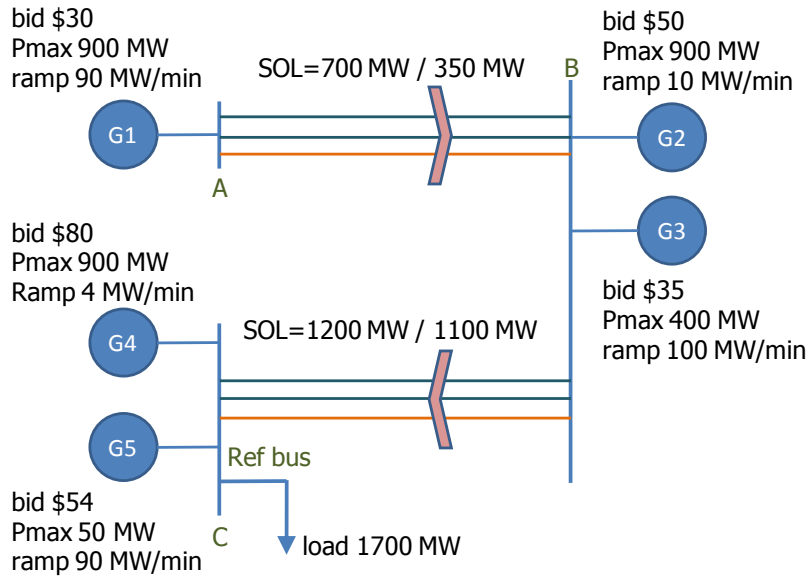 bid $30
Pmax 900 MW
ramp 90 MW/min
G1
A
SOL=700 MW / 350 MW
B
bid $50
Pmax 900 MW
ramp 10 MW/min
G2
G3
bid $35
Pmax 400 MW
ramp 100 MW/min
bid $80
Pmax 900 MW
Ramp 4 MW/min
G4
SOL=1200 MW / 1100 MW
G5
Ref bus
bid $54
Pmax 50 MW
ramp 90 MW/min
C
load 1700 MW